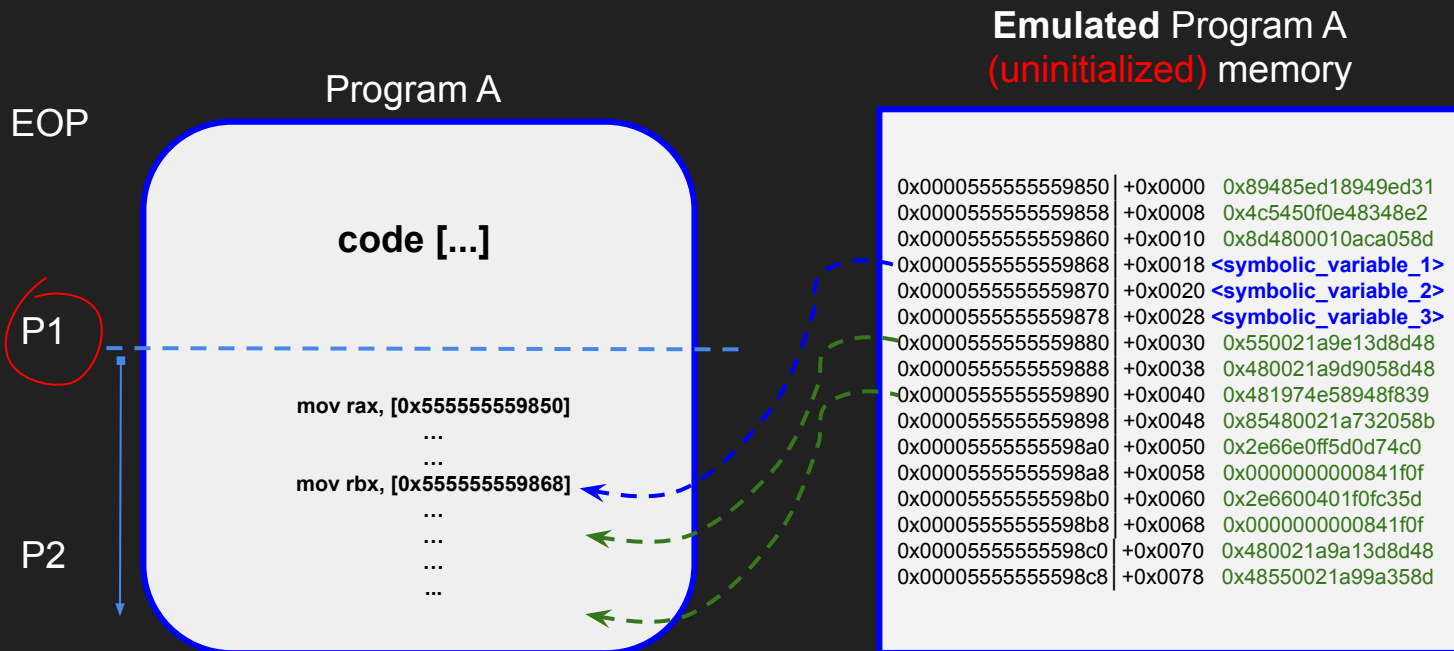 Emulated Program A
(uninitialized) memory
Program A
EOP
code [...]
P1
mov rax, [0x555555559850]
...
...
mov rbx, [0x555555559868]
...
...
...
...
P2
0x0000555555559850| +0x0000 0x89485ed18949ed31
0x0000555555559858| +0x0008 0x4c5450f0e48348e2
0x0000555555559860| +0x0010 0x8d4800010aca058d
0x0000555555559868| +0x0018 <symbolic_variable_1>
0x0000555555559870| +0x0020 <symbolic_variable_2>
0x0000555555559878| +0x0028 <symbolic_variable_3>
0x0000555555559880| +0x0030 0x550021a9e13d8d48
0x0000555555559888| +0x0038 0x480021a9d9058d48
0x0000555555559890| +0x0040 0x481974e58948f839
0x0000555555559898| +0x0048 0x85480021a732058b
0x00005555555598a0| +0x0050 0x2e66e0ff5d0d74c0
0x00005555555598a8| +0x0058 0x0000000000841f0f
0x00005555555598b0| +0x0060 0x2e6600401f0fc35d
0x00005555555598b8| +0x0068 0x0000000000841f0f
0x00005555555598c0| +0x0070 0x480021a9a13d8d48
0x00005555555598c8| +0x0078 0x48550021a99a358d